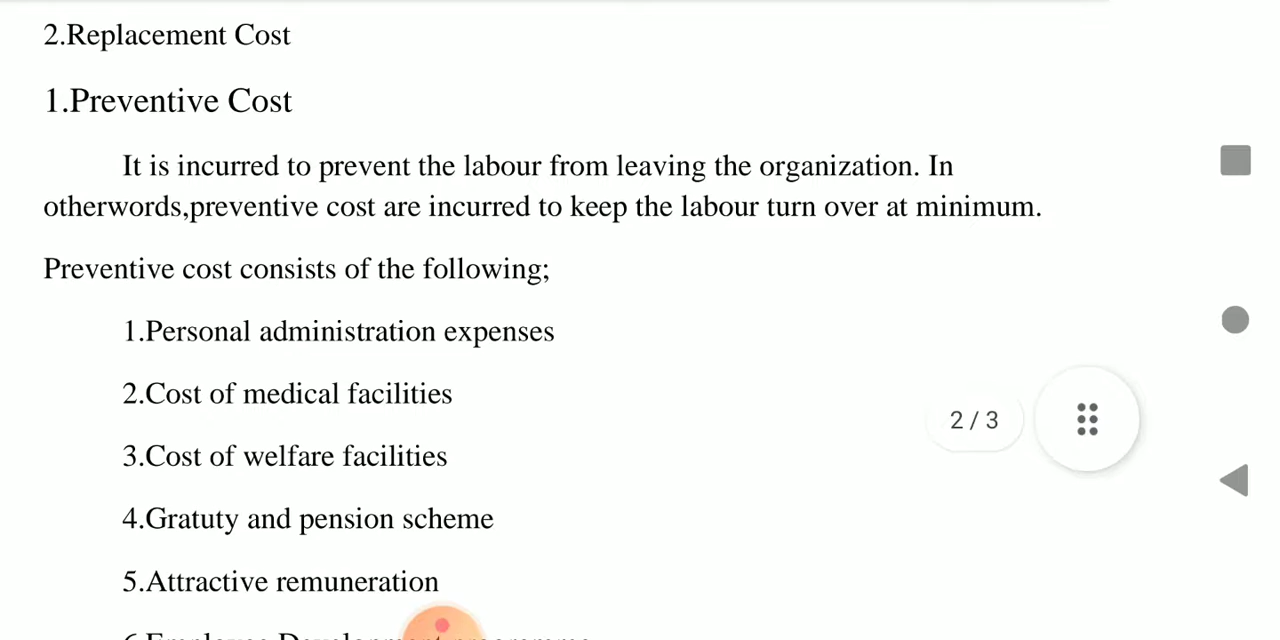 2.Replacement Cost
1.Preventive Cost
It is incurred to prevent the labour from leaving the organization. In
otherwords,preventive cost are incurred to keep the labour turn over at minimum.
Preventive cost consists of the following;
1.Personal administration expenses
2.Cost of medical facilities
3.Cost of welfare facilities
2 / 3
4.Gratuty and pension scheme
5.Attractive remuneration